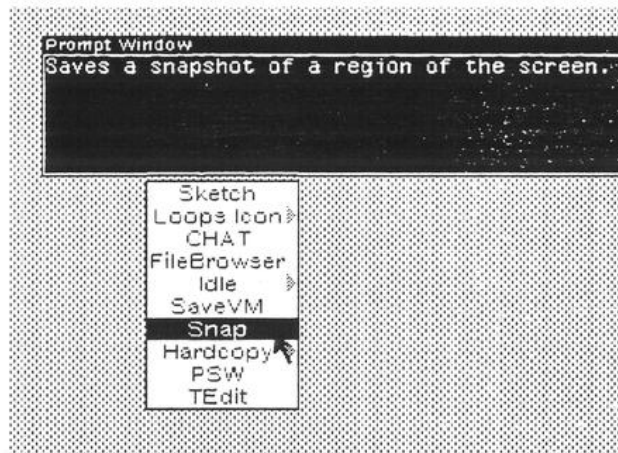 Prompt Window
Saves a snapshot of a region of the screen.
Sketch
Loops Icon
CHAT
FileBrowser
Idle
SaveVM
Snap
Hardcopy
PSW
TEdit